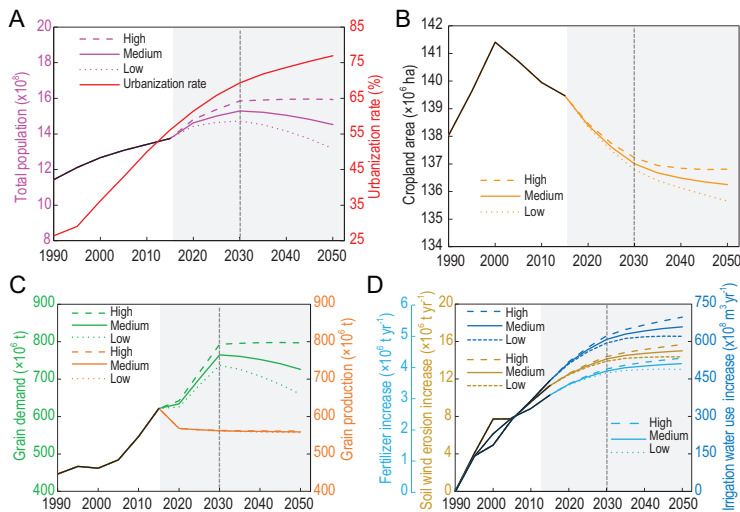 A
20
18
16
14
12
10
8
Total population (×10⁸)
High
Medium
Low
Urbanization rate
85
75
65
55
45
35
25
Urbanization rate (%)
1990 2000 2010 2020 2030 2040 2050
B
142
141
140
139
138
137
136
135
134
Cropland area (×10⁶ ha)
High
Medium
Low
1990 2000 2010 2020 2030 2040 2050
C
900
800
700
600
500
400
Grain demand (×10⁶ t)
High
Medium
Low
High
Medium
Low
900
800
700
600
500
400
Grain production (×10⁶ t)
1990 2000 2010 2020 2030 2040 2050
D
6
5
4
3
2
1
0
Fertilizer increase (×10⁶ t yr⁻¹)
20
16
12
8
4
0
Soil wind erosion increase (×10⁶ t yr⁻¹)
High
Medium
Low
High
Medium
Low
High
Medium
Low
750
600
450
300
150
0
Irrigation water use increase (×10⁸ m³ yr⁻¹)
1990 2000 2010 2020 2030 2040 2050